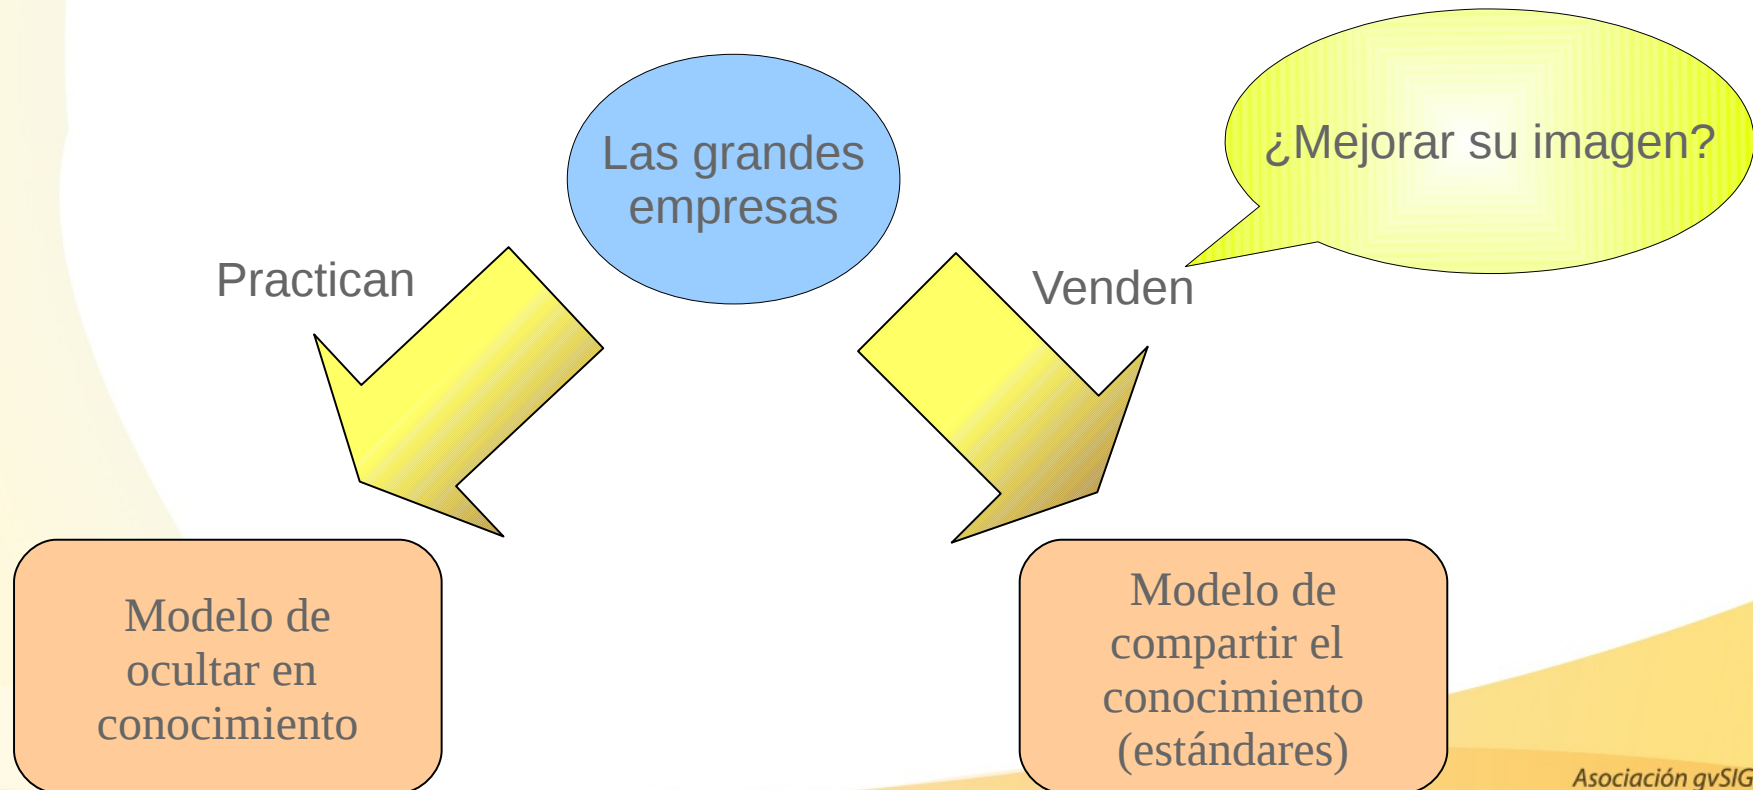 Las grandes
empresas
¿Mejorar su imagen?
Practican
Venden
Modelo de
ocultar en
conocimiento
Modelo de
compartir el
conocimiento
(estándares)
Asociación gvSIG